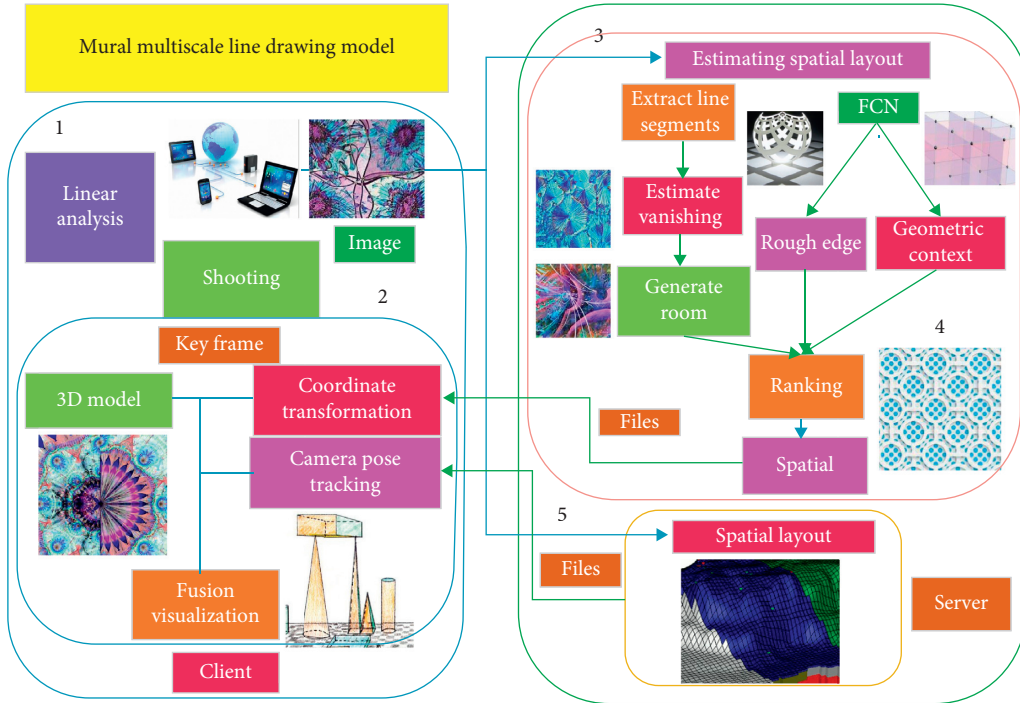 Mural multiscale line drawing model
1
Linear
analysis
Image
Shooting
2
Key frame
3D model
Coordinate
transformation
Camera pose
tracking
Fusion
visualization
Client
3
Estimating spatial layout
Extract line
segments
FCN
Estimate
vanishing
Rough edge
Geometric
context
Generate
room
4
Ranking
Files
Spatial
5
Spatial layout
Files
Server